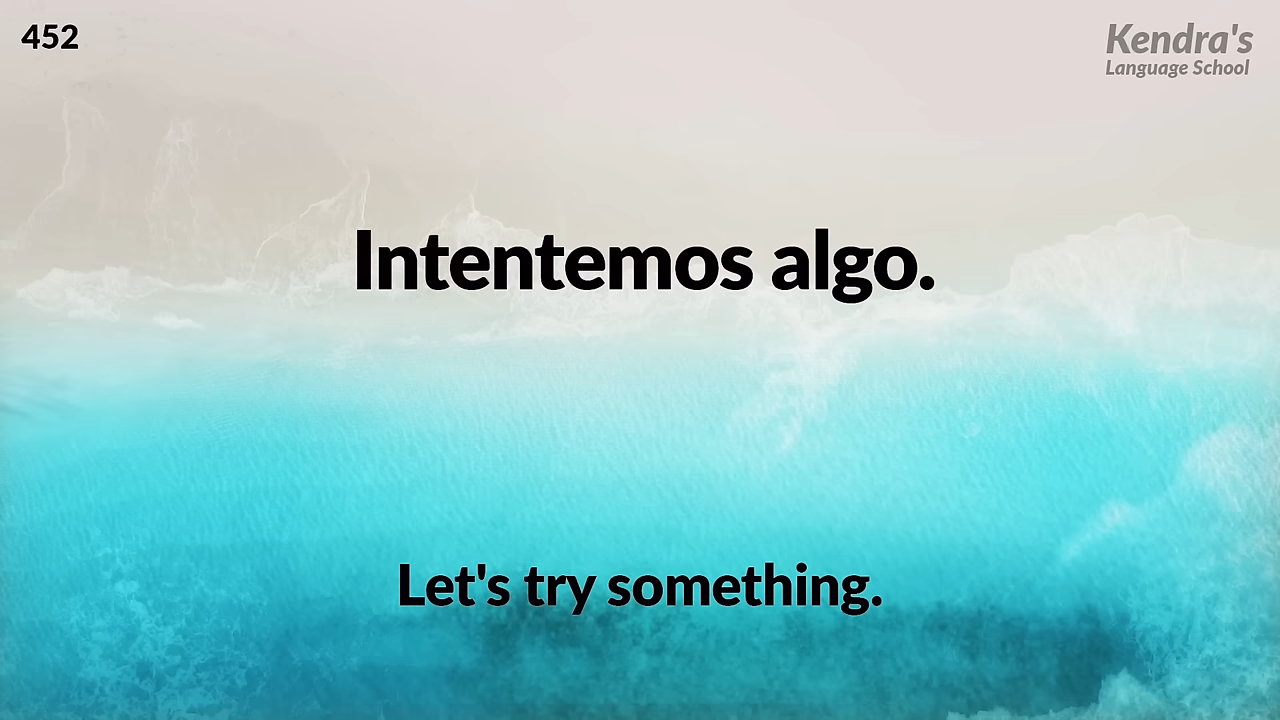 452
Kendra's
Language School
Intentemos algo.
Let's try something.